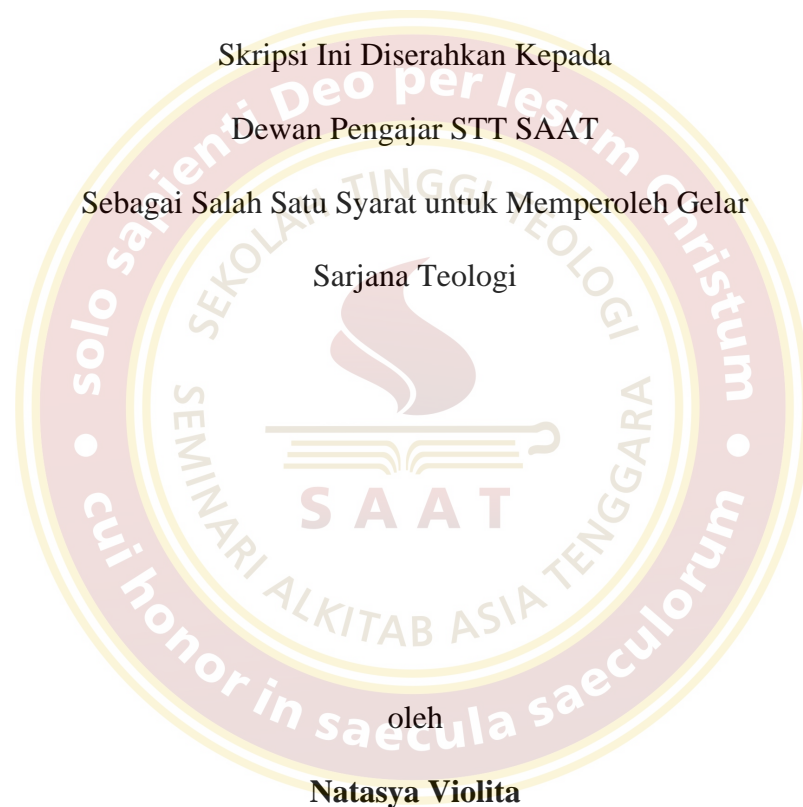 Skripsi Ini Diserahkan Kepada
Dewan Pengajar STT SAAT
Sebagai Salah Satu Syarat untuk Memperoleh Gelar
Sarjana Teologi
solo sapienti Deo per Iesum Christum
SEKOLAH TINGGI TEOLOGI
SAAT
SEMINARI ALKITAB ASIA TENGGARA
cui honor in saecula saeculorum
oleh
Natasya Violita